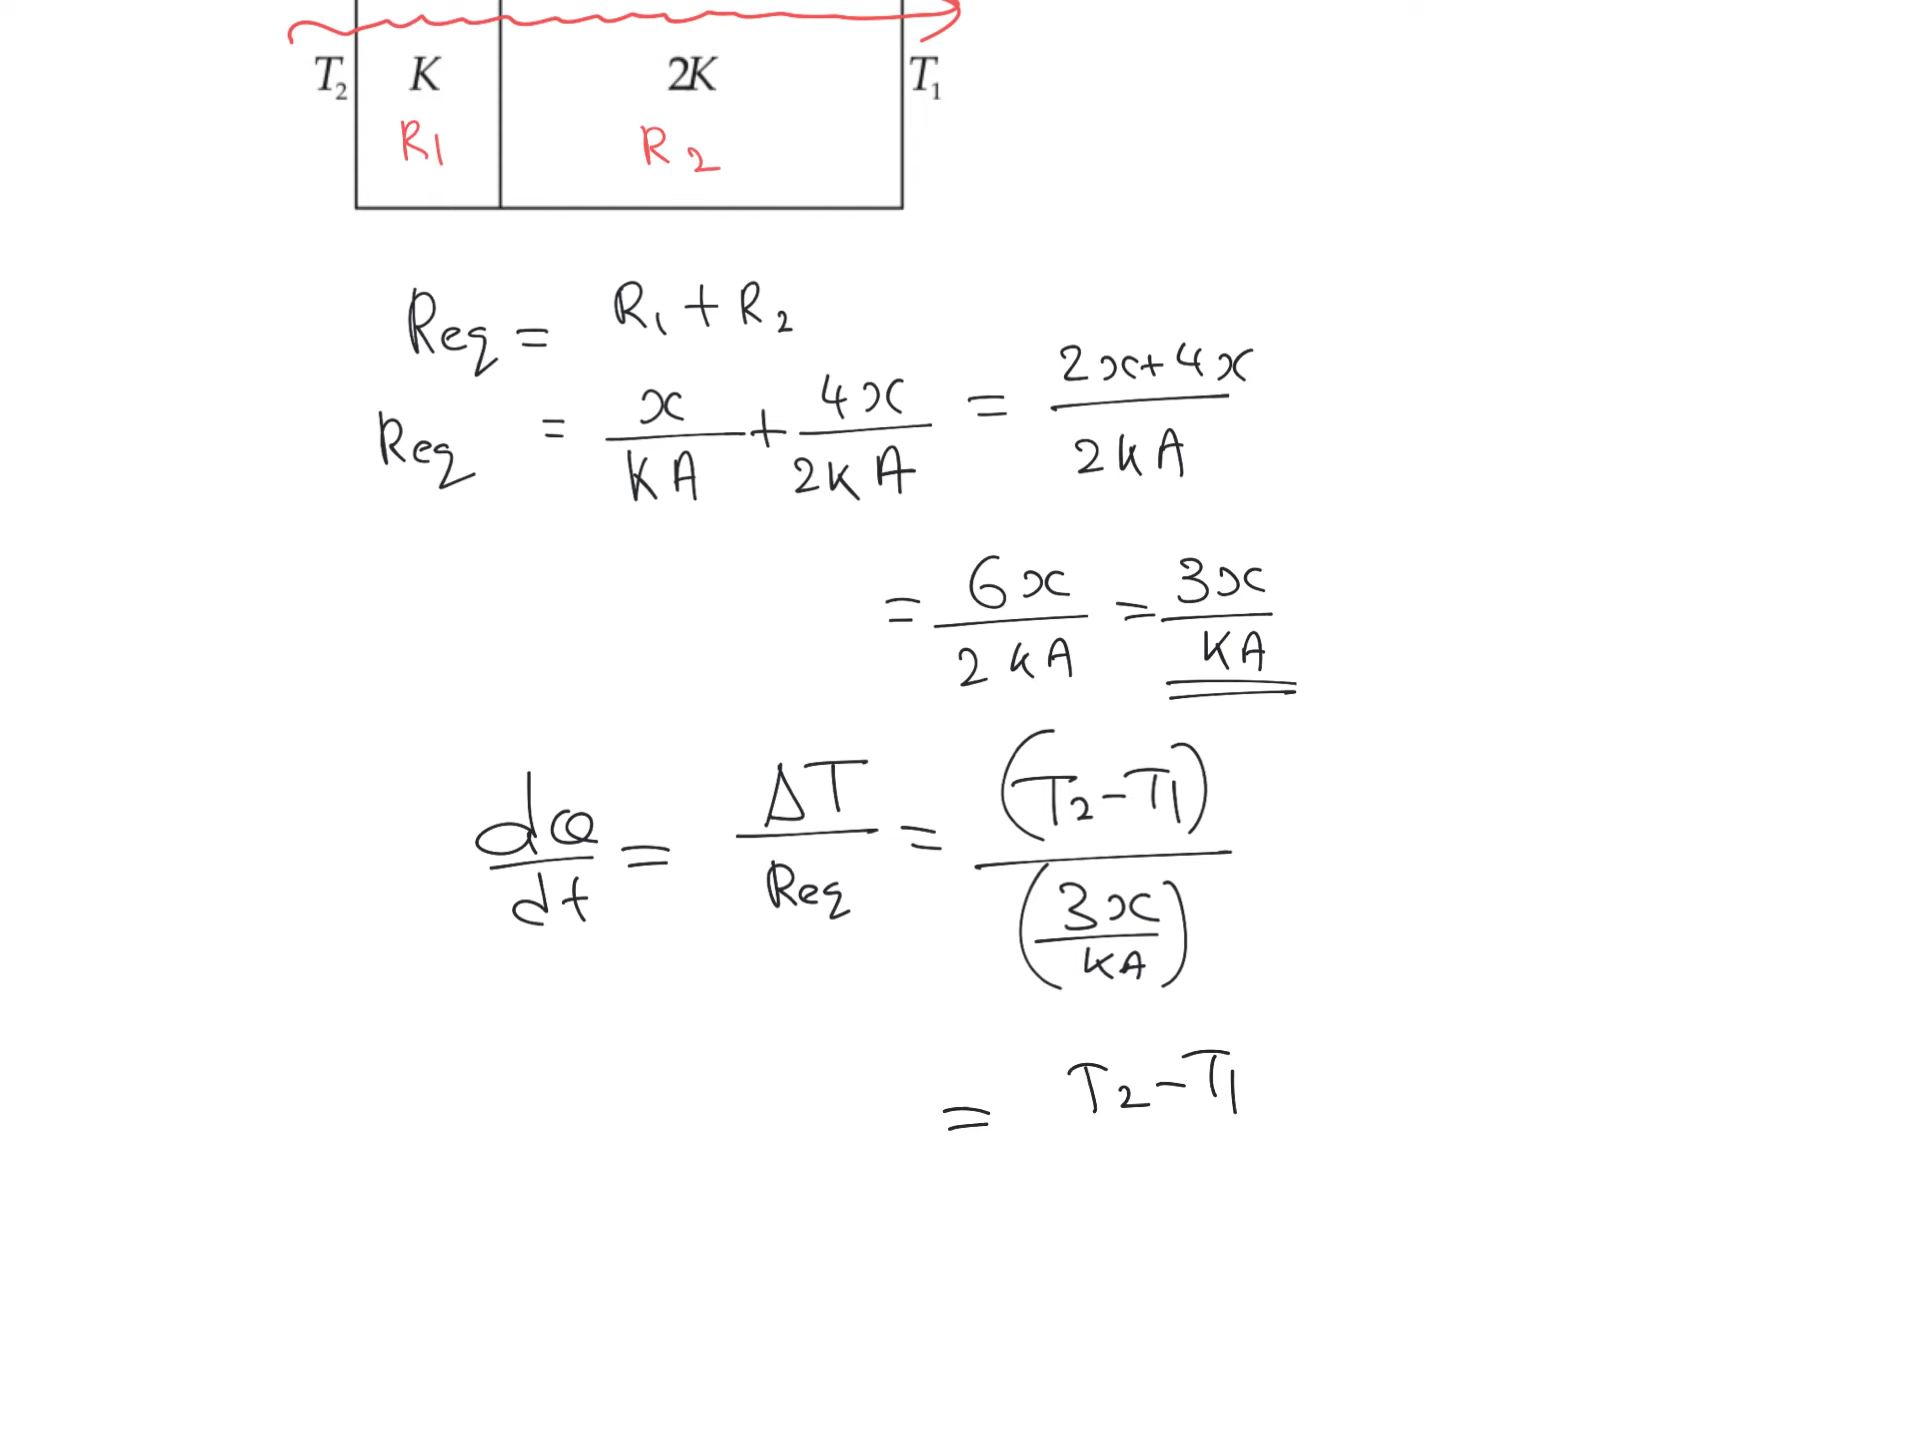 T₂ K 2K T₁
R1 R2
Req = R₁ + R₂
Req = x/KA + 4x/2KA = 2x+4x/2KA
= 6x/2KA = 3x/KA
dQ/dt = ΔT/Req = (T₂-T₁)/(3x/KA)
= T₂-T₁